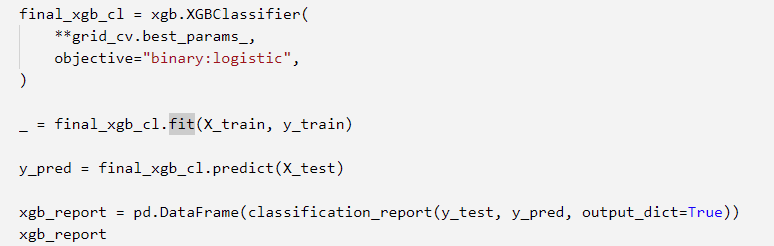 final_xgb_cl = xgb.XGBClassifier(
    **grid_cv.best_params_,
    objective="binary:logistic",
)
_ = final_xgb_cl.fit(X_train, y_train)
y_pred = final_xgb_cl.predict(X_test)
xgb_report = pd.DataFrame(classification_report(y_test, y_pred, output_dict=True))
xgb_report